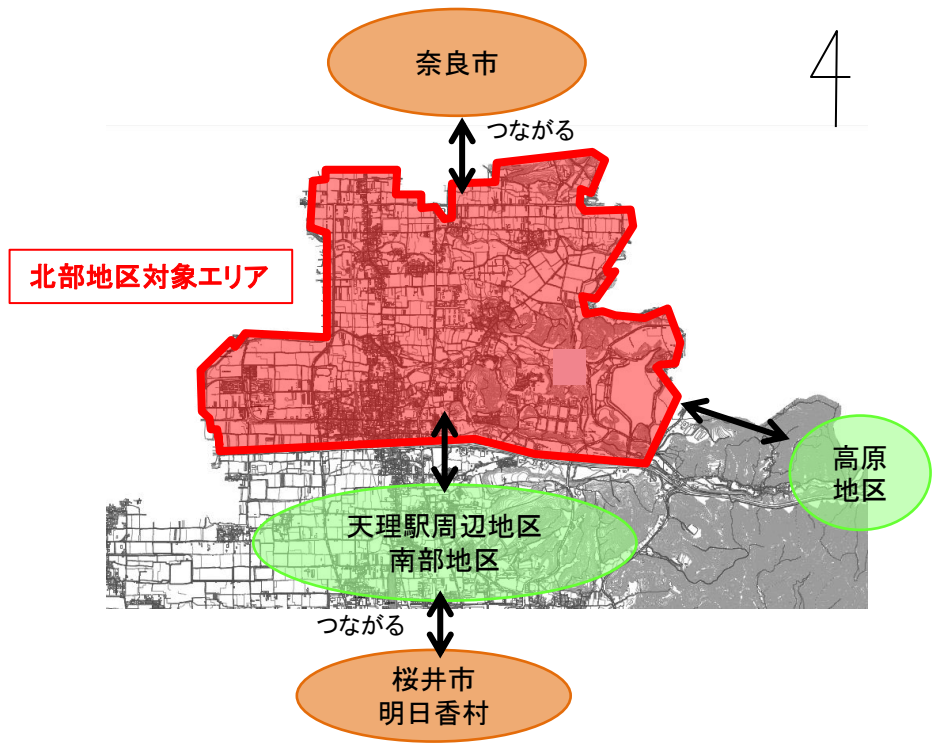 奈良市
つながる
北部地区対象エリア
高原
地区
天理駅周辺地区
南部地区
つながる
桜井市
明日香村